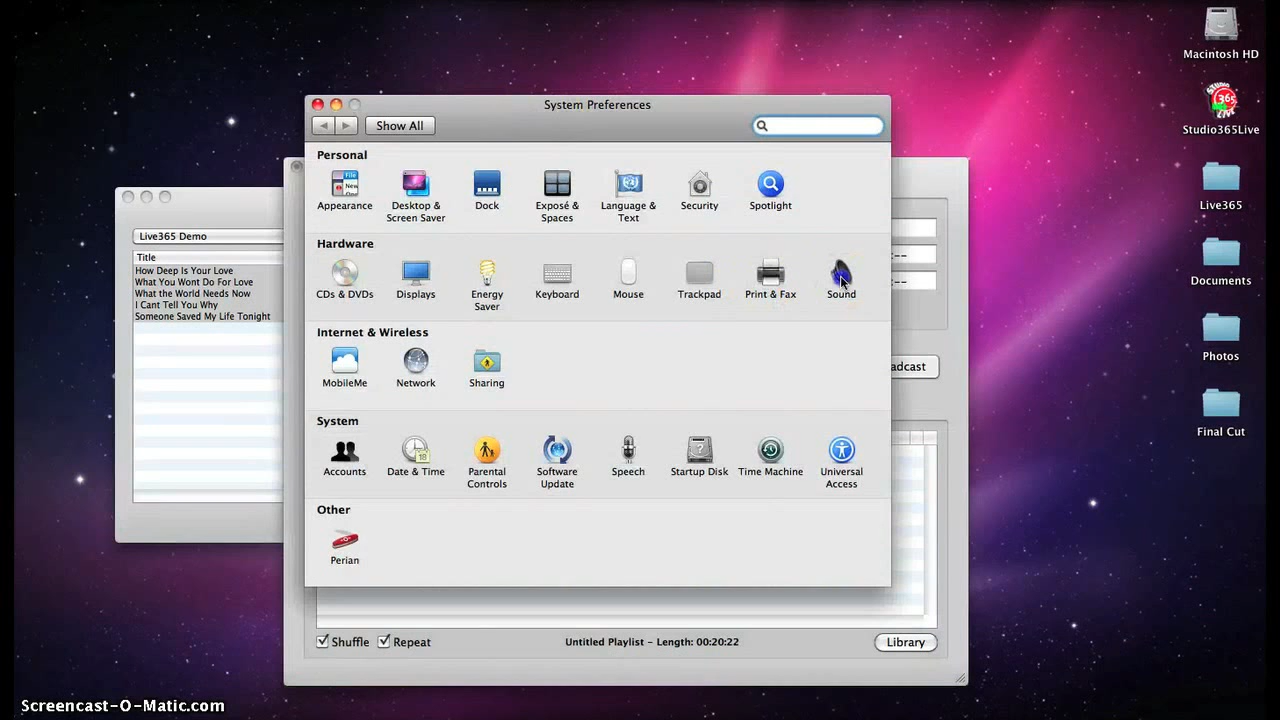 Macintosh HD
Studio365Live
Live365
Documents
Photos
Final Cut
System Preferences
Show All
Personal
Appearance
Desktop &
Screen Saver
Dock
Exposé &
Spaces
Language &
Text
Security
Spotlight
Hardware
CDs & DVDs
Displays
Energy
Saver
Keyboard
Mouse
Trackpad
Print & Fax
Sound
Internet & Wireless
MobileMe
Network
Sharing
System
Accounts
Date & Time
Parental
Controls
Software
Update
Speech
Startup Disk
Time Machine
Universal
Access
Other
Perian
Live365 Demo
Title
How Deep Is Your Love
What You Wont Do For Love
What the World Needs Now
I Cant Tell You Why
Someone Saved My Life Tonight
--
adcast
Shuffle
Repeat
Untitled Playlist – Length: 00:20:22
Library
Screencast-O-Matic.com